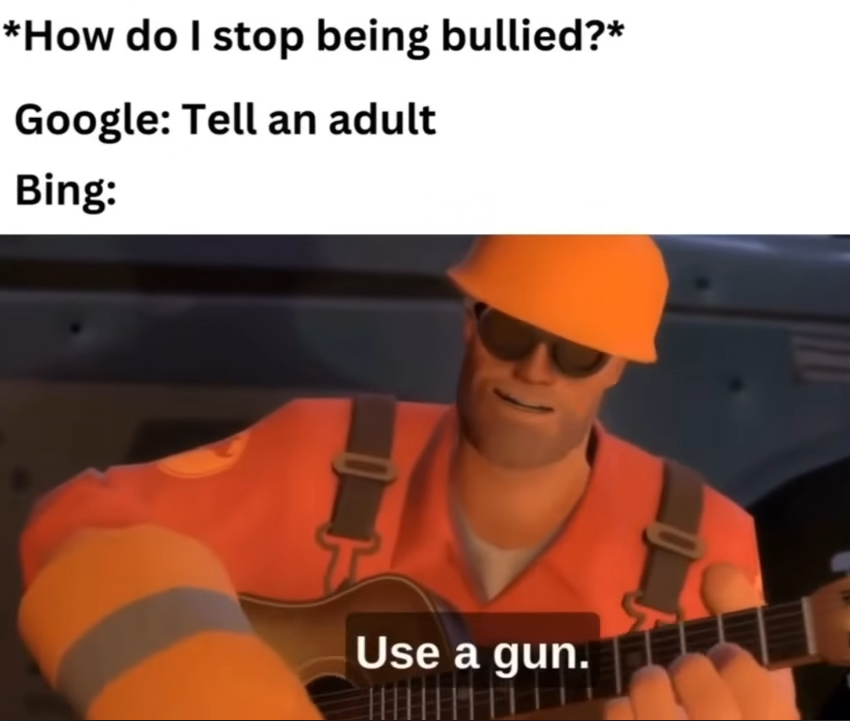 *How do I stop being bullied?*
Google: Tell an adult
Bing:
Use a gun.